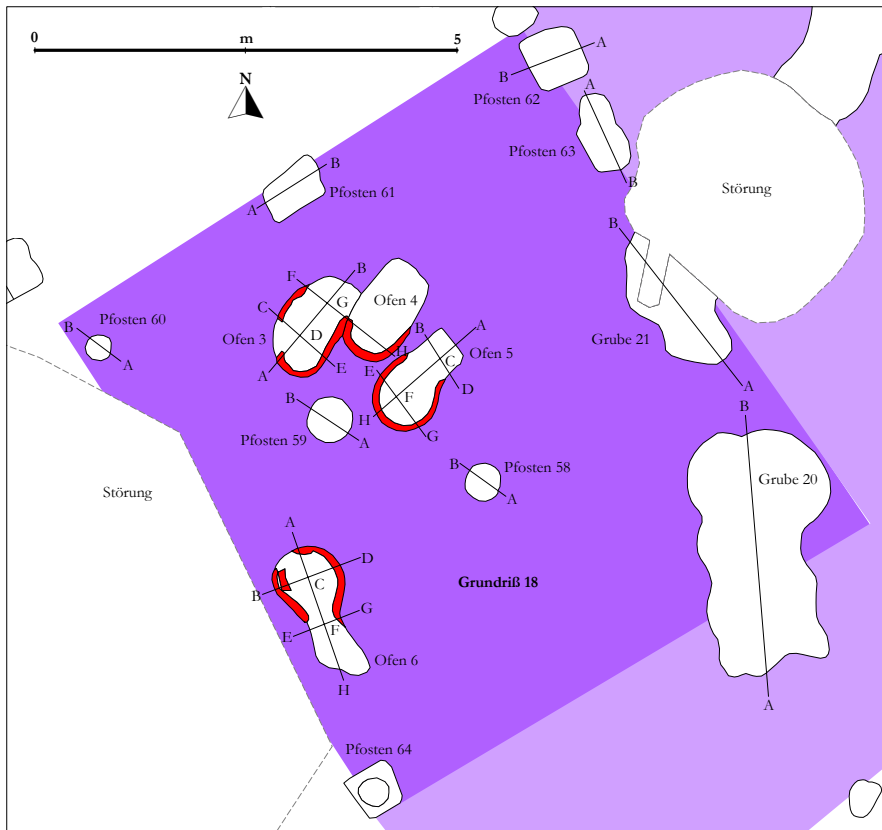 0 m 5
N
A
B
Pfosten 62
A
Pfosten 63
B
Störung
B
Pfosten 61
A
B
F
B
C
G
Ofen 4
D
Ofen 3
B
Pfosten 60
A
A
E
H
B
A
C
Ofen 5
E
D
F
H
G
Grube 21
A
B
Pfosten 59
A
B
Pfosten 58
A
B
Grube 20
A
Störung
A
D
C
B
G
E
F
Ofen 6
H
Grundriß 18
Pfosten 64